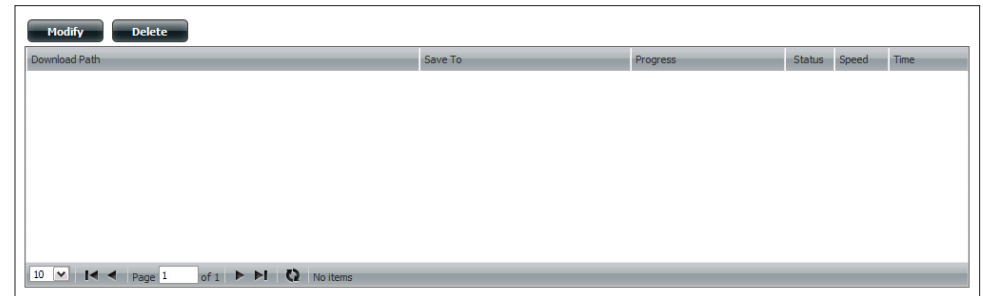 Modify Delete
Download Path Save To Progress Status Speed Time
10 Page 1 of 1 No items